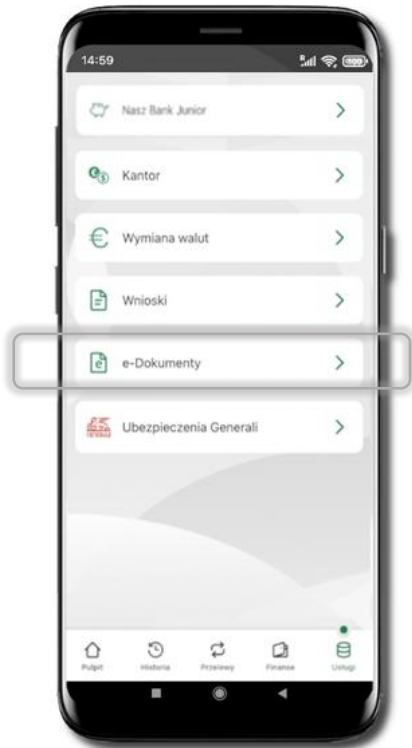 14:59
Nasz Bank Junior
Kantor
Wymiana walut
Wnioski
e-Dokumenty
Ubezpieczenia Generali
Pulpit Historia Przelewy Finanse Usługi